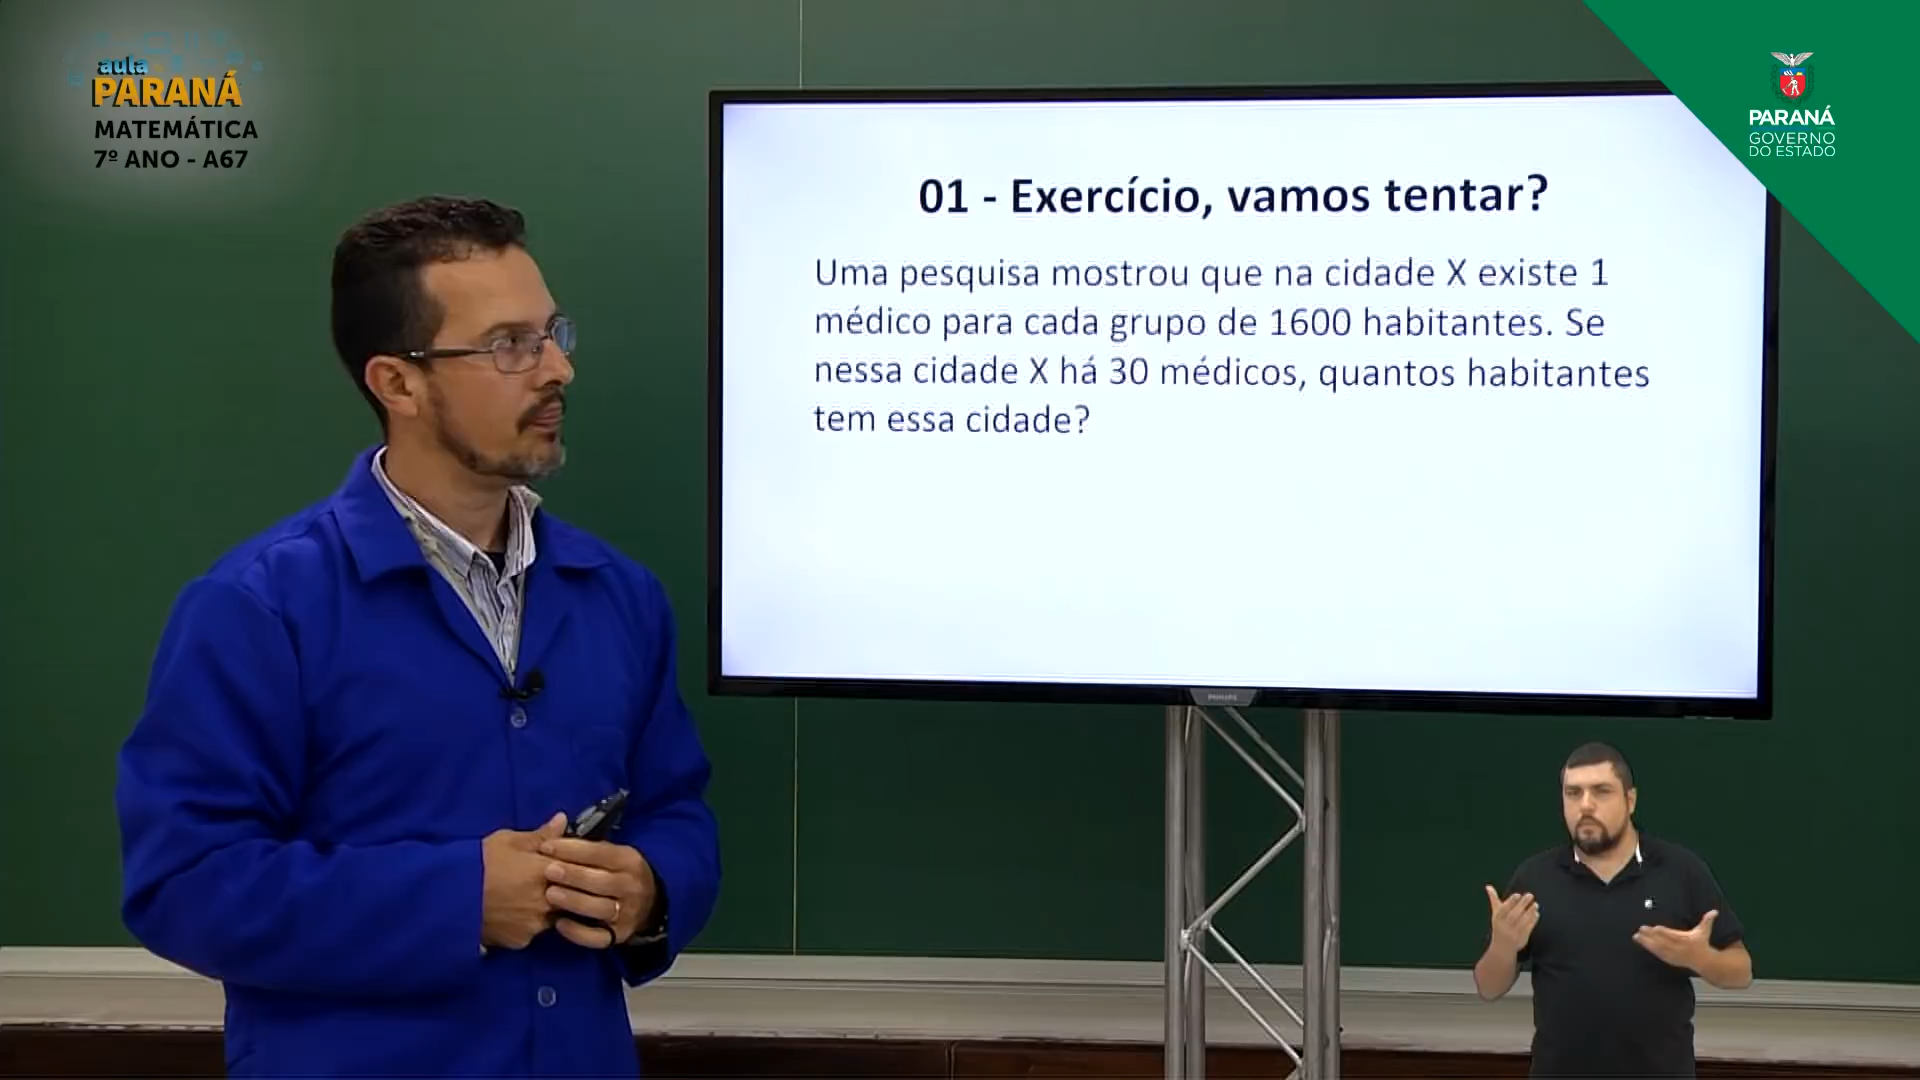 aula
PARANÁ
MATEMÁTICA
7º ANO - A67
PARANÁ
GOVERNO
DO ESTADO
01 - Exercício, vamos tentar?
Uma pesquisa mostrou que na cidade X existe 1
médico para cada grupo de 1600 habitantes. Se
nessa cidade X há 30 médicos, quantos habitantes
tem essa cidade?
PHILIPS